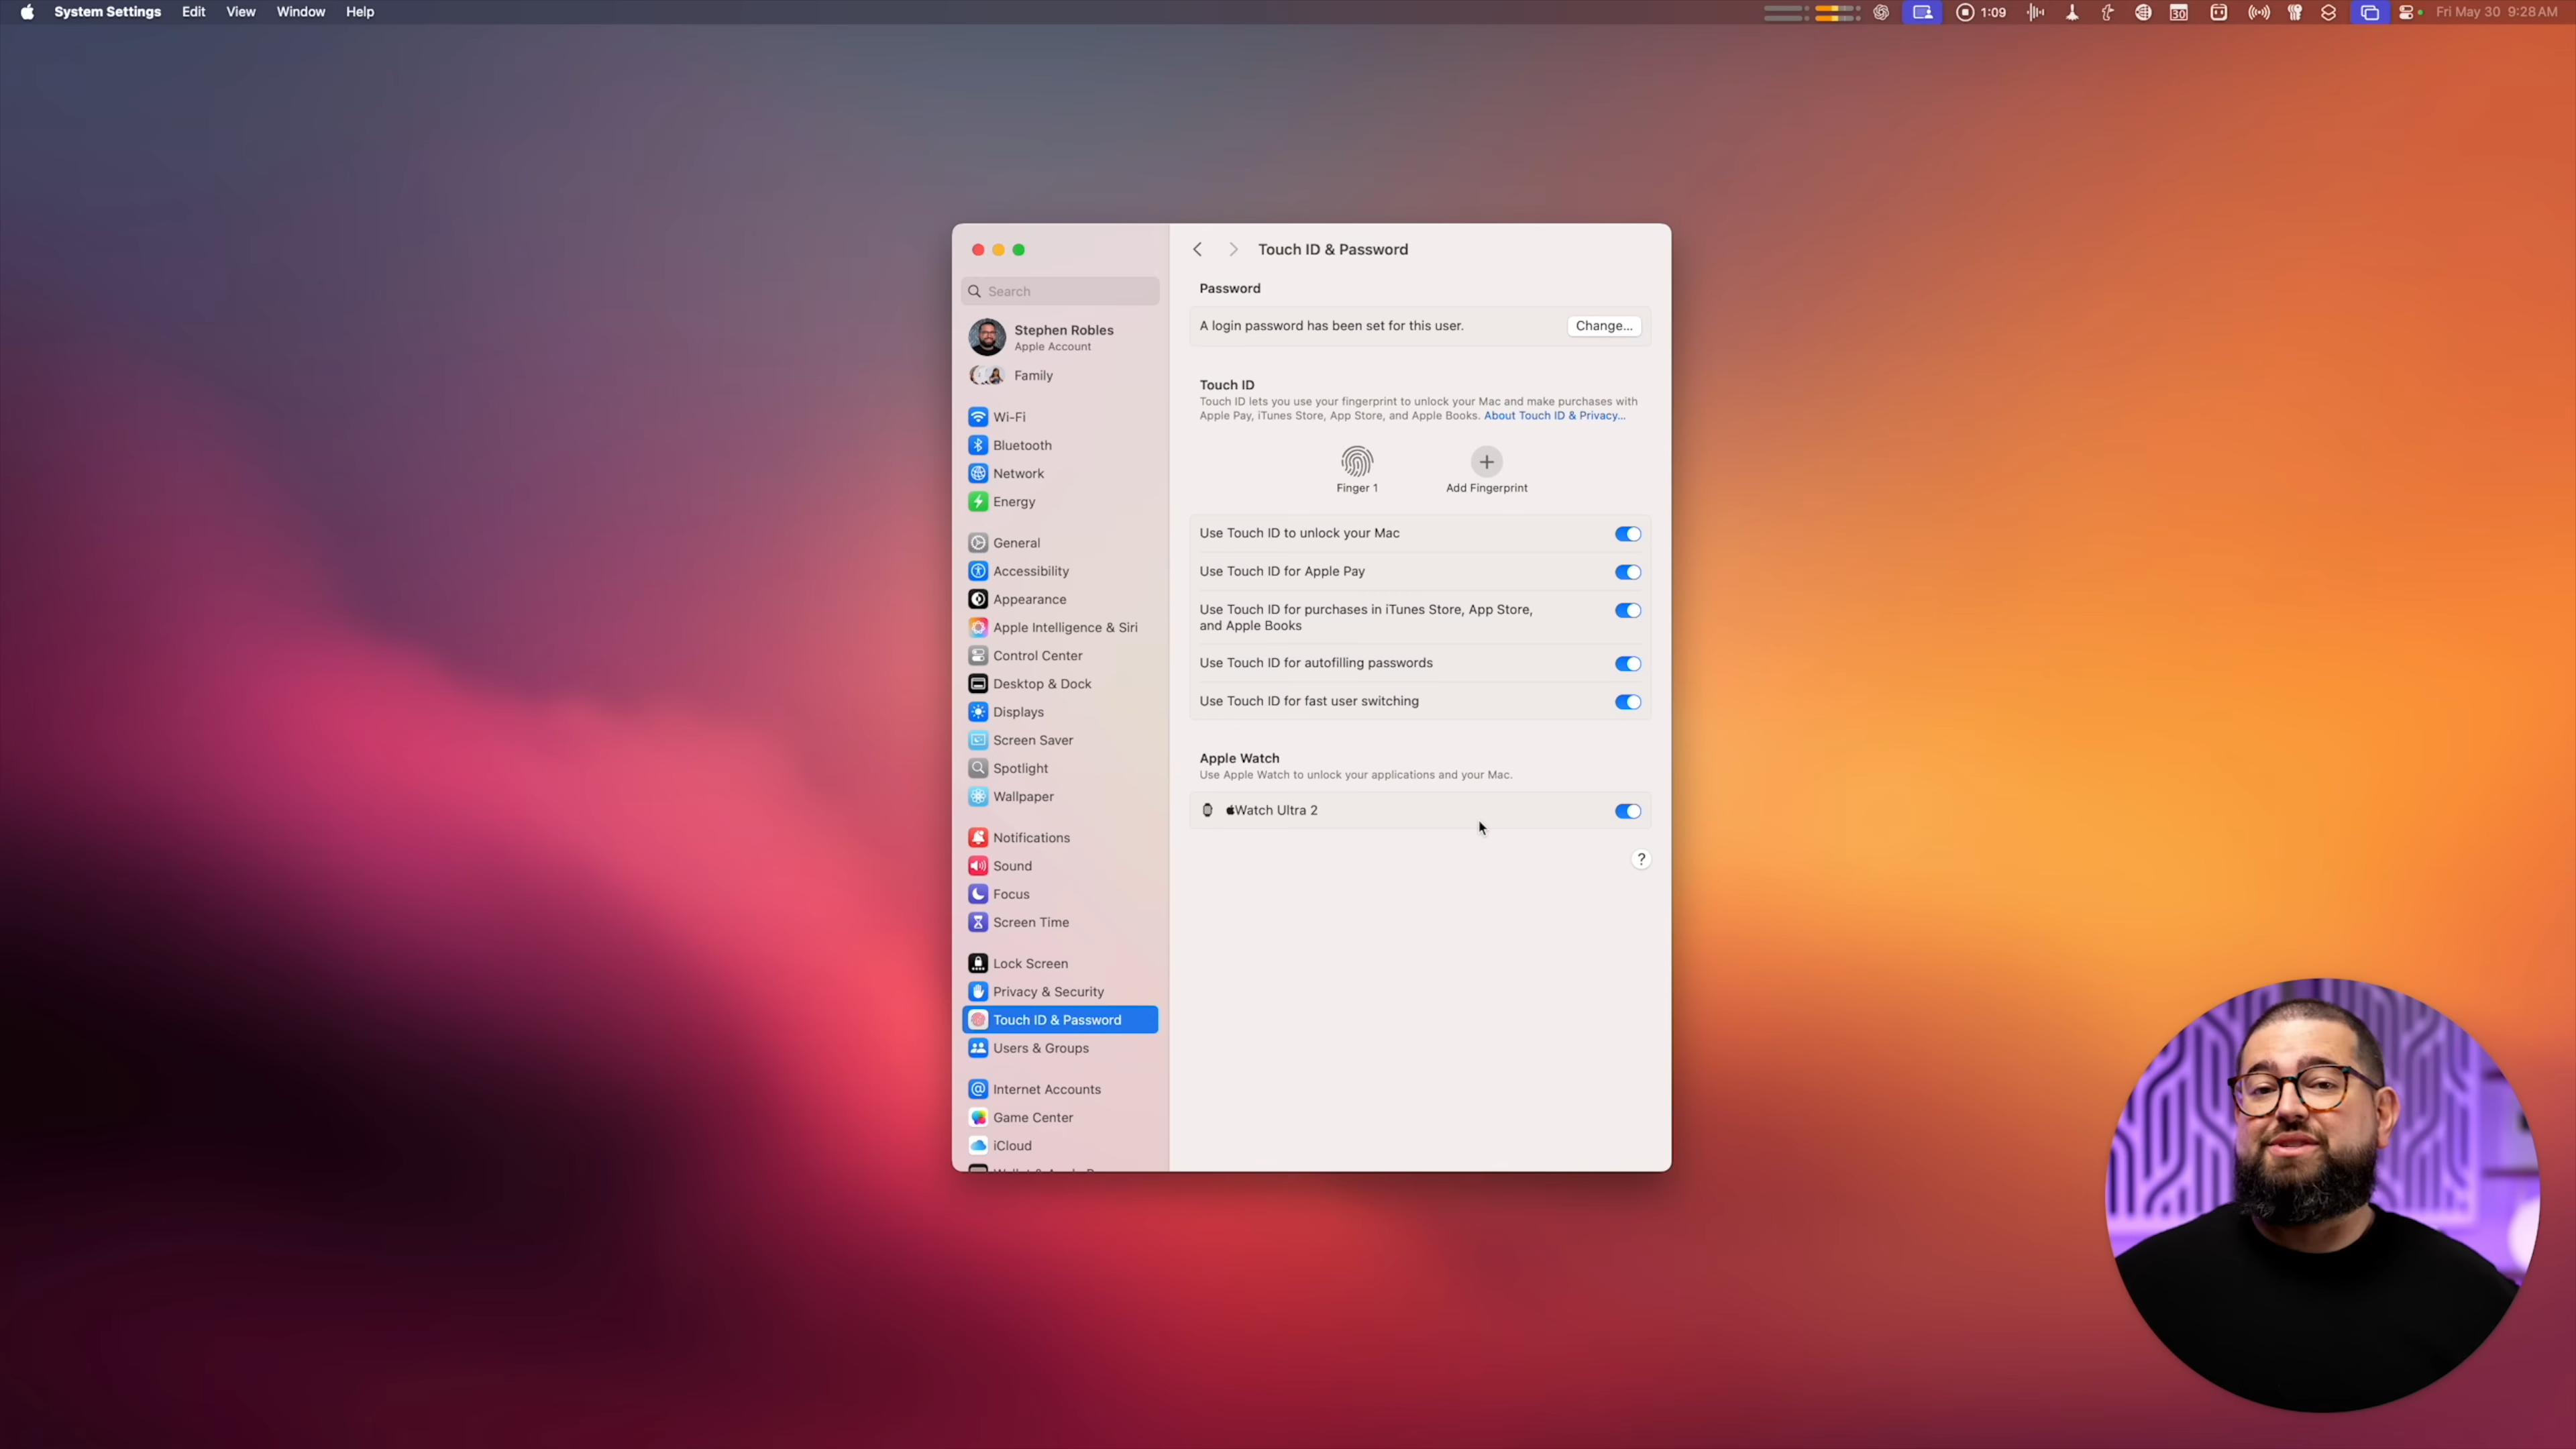 System Settings Edit View Window Help
1:09
30
Fri May 30 9:28 AM
Touch ID & Password
Search
Stephen Robles
Apple Account
Family
Wi-Fi
Bluetooth
Network
Energy
General
Accessibility
Appearance
Apple Intelligence & Siri
Control Center
Desktop & Dock
Displays
Screen Saver
Spotlight
Wallpaper
Notifications
Sound
Focus
Screen Time
Lock Screen
Privacy & Security
Touch ID & Password
Users & Groups
Internet Accounts
Game Center
iCloud
Password
A login password has been set for this user.
Change...
Touch ID
Touch ID lets you use your fingerprint to unlock your Mac and make purchases with
Apple Pay, iTunes Store, App Store, and Apple Books. About Touch ID & Privacy...
Finger 1
Add Fingerprint
Use Touch ID to unlock your Mac
Use Touch ID for Apple Pay
Use Touch ID for purchases in iTunes Store, App Store,
and Apple Books
Use Touch ID for autofilling passwords
Use Touch ID for fast user switching
Apple Watch
Use Apple Watch to unlock your applications and your Mac.
Watch Ultra 2
?